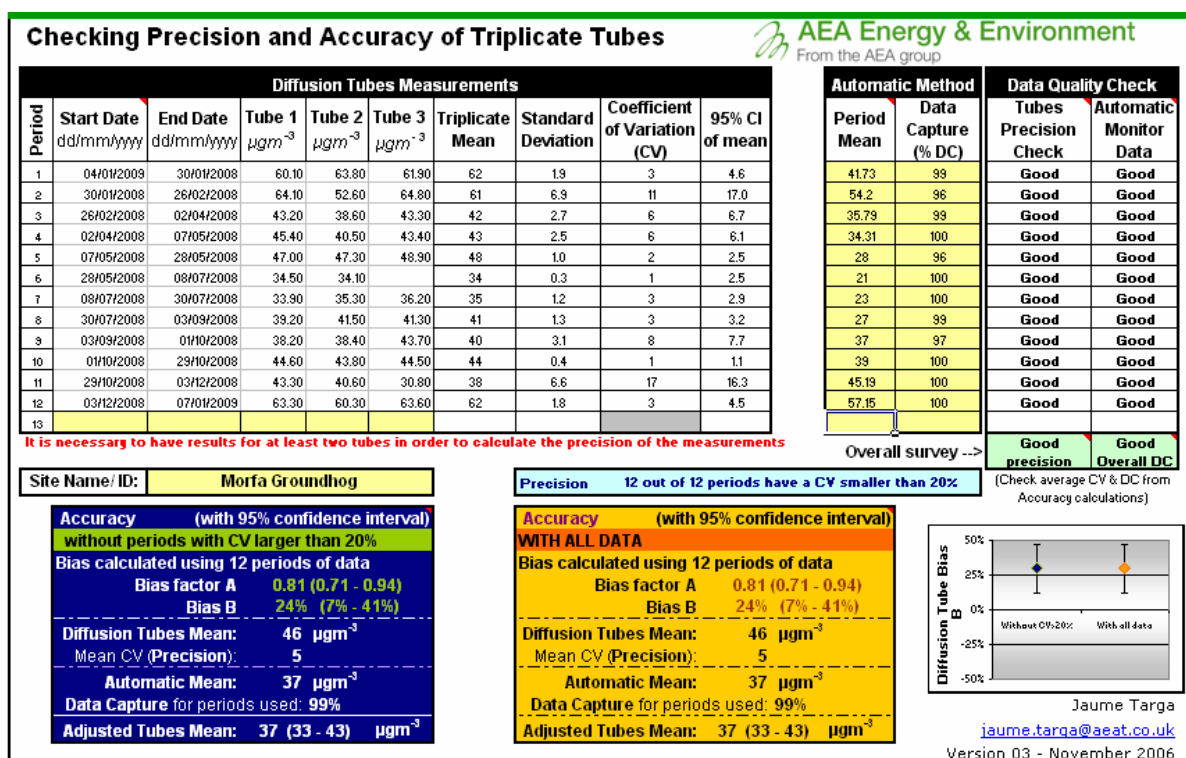 Checking Precision and Accuracy of Triplicate Tubes
AEA Energy & Environment
From the AEA group
Diffusion Tubes Measurements
Automatic Method
Data Quality Check
Period
Start Date dd/mm/yyyy
End Date dd/mm/yyyy
Tube 1 µgm-3
Tube 2 µgm-3
Tube 3 µgm-3
Triplicate Mean
Standard Deviation
Coefficient of Variation (CV)
95% CI of mean
Period Mean
Data Capture (% DC)
Tubes Precision Check
Automatic Monitor Data
1 04/01/2009 30/01/2008 60.10 63.80 61.90 62 1.9 3 4.6 41.73 99 Good Good
2 30/01/2008 26/02/2008 64.10 52.60 64.80 61 6.9 11 17.0 54.2 96 Good Good
3 26/02/2008 02/04/2008 43.20 38.60 43.30 42 2.7 6 6.7 35.79 99 Good Good
4 02/04/2008 07/05/2008 45.40 40.50 43.40 43 2.5 6 6.1 34.31 100 Good Good
5 07/05/2008 28/05/2008 47.00 47.30 48.90 48 1.0 2 2.5 28 96 Good Good
6 28/05/2008 08/07/2008 34.50 34.10 34 0.3 1 2.5 21 100 Good Good
7 08/07/2008 30/07/2008 33.90 35.30 36.20 35 1.2 3 2.9 23 100 Good Good
8 30/07/2008 03/09/2008 39.20 41.50 41.30 41 1.3 3 3.2 27 99 Good Good
9 03/09/2008 01/10/2008 38.20 38.40 43.70 40 3.1 8 7.7 37 97 Good Good
10 01/10/2008 29/10/2008 44.60 43.80 44.50 44 0.4 1 1.1 39 100 Good Good
11 29/10/2008 03/12/2008 43.30 40.60 30.80 38 6.6 17 16.3 45.19 100 Good Good
12 03/12/2008 07/01/2009 63.30 60.30 63.60 62 1.8 3 4.5 57.15 100 Good Good
13
It is necessary to have results for at least two tubes in order to calculate the precision of the measurements
Overall survey -->
Good precision
Good Overall DC
Site Name/ ID: Morfa Groundhog
Precision 12 out of 12 periods have a CV smaller than 20%
(Check average CV & DC from
Accuracy calculations)
Accuracy (with 95% confidence interval)
without periods with CV larger than 20%
Bias calculated using 12 periods of data
Bias factor A 0.81 (0.71 - 0.94)
Bias B 24% (7% - 41%)
Diffusion Tubes Mean: 46 µgm-3
Mean CV (Precision): 5
Automatic Mean: 37 µgm-3
Data Capture for periods used: 99%
Adjusted Tubes Mean: 37 (33 - 43) µgm-3
Accuracy (with 95% confidence interval)
WITH ALL DATA
Bias calculated using 12 periods of data
Bias factor A 0.81 (0.71 - 0.94)
Bias B 24% (7% - 41%)
Diffusion Tubes Mean: 46 µgm-3
Mean CV (Precision): 5
Automatic Mean: 37 µgm-3
Data Capture for periods used: 99%
Adjusted Tubes Mean: 37 (33 - 43) µgm-3
Diffusion Tube Bias B
50%
25%
0%
-25%
-50%
Without CV>20%
With all data
Jaume Targa
jaume.targa@aeat.co.uk
Version 03 - November 2006